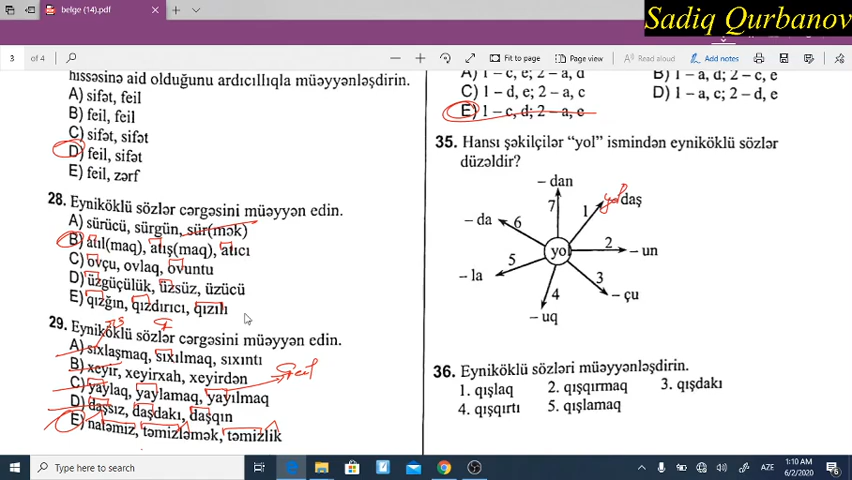 Sadiq Qurbanov
belge (14).pdf
3 of 4
Fit to page
Page view
Read aloud
Add notes
hissəsinə aid olduğunu ardıcıllıqla müəyyənləşdirin.
A) sifət, feil
B) feil, feil
C) sifət, sifət
D) feil, sifət
E) feil, zərf
28. Eyniköklü sözlər cərgəsini müəyyən edin.
A) sürücü, sürgün, sür(mək)
B) atıl(maq), atış(maq), atıcı
C) ovçu, ovlaq, ovuntu
D) üzgüçülük, üzsüz, üzücü
E) qızğın, qızdırıcı, qızılı
29. Eyniköklü sözlər cərgəsini müəyyən edin.
A) sıxlaşmaq, sıxılmaq, sıxıntı
B) xeyir, xeyirxah, xeyirdən
C) yaylaq, yaylamaq, yayılmaq
feil
D) daşsız, daşdakı, daşqın
E) natəmiz, təmizləmək, təmizlik
A) 1 – c, e; 2 – a, d
B) 1 – a, d; 2 – c, e
C) 1 – d, e; 2 – a, c
D) 1 – a, c; 2 – d, e
E) 1 – c, d; 2 – a, e
35. Hansı şəkilçilər “yol” ismindən eyniköklü sözlər
düzəldir?
– dan
7
1
yol daş
– da
6
yo
2
– un
5
– la
3
– çu
4
– uq
36. Eyniköklü sözləri müəyyənləşdirin.
1. qışlaq 2. qışqırmaq 3. qışdakı
4. qışqırtı 5. qışlamaq
Type here to search
AZE
1:10 AM
6/2/2020